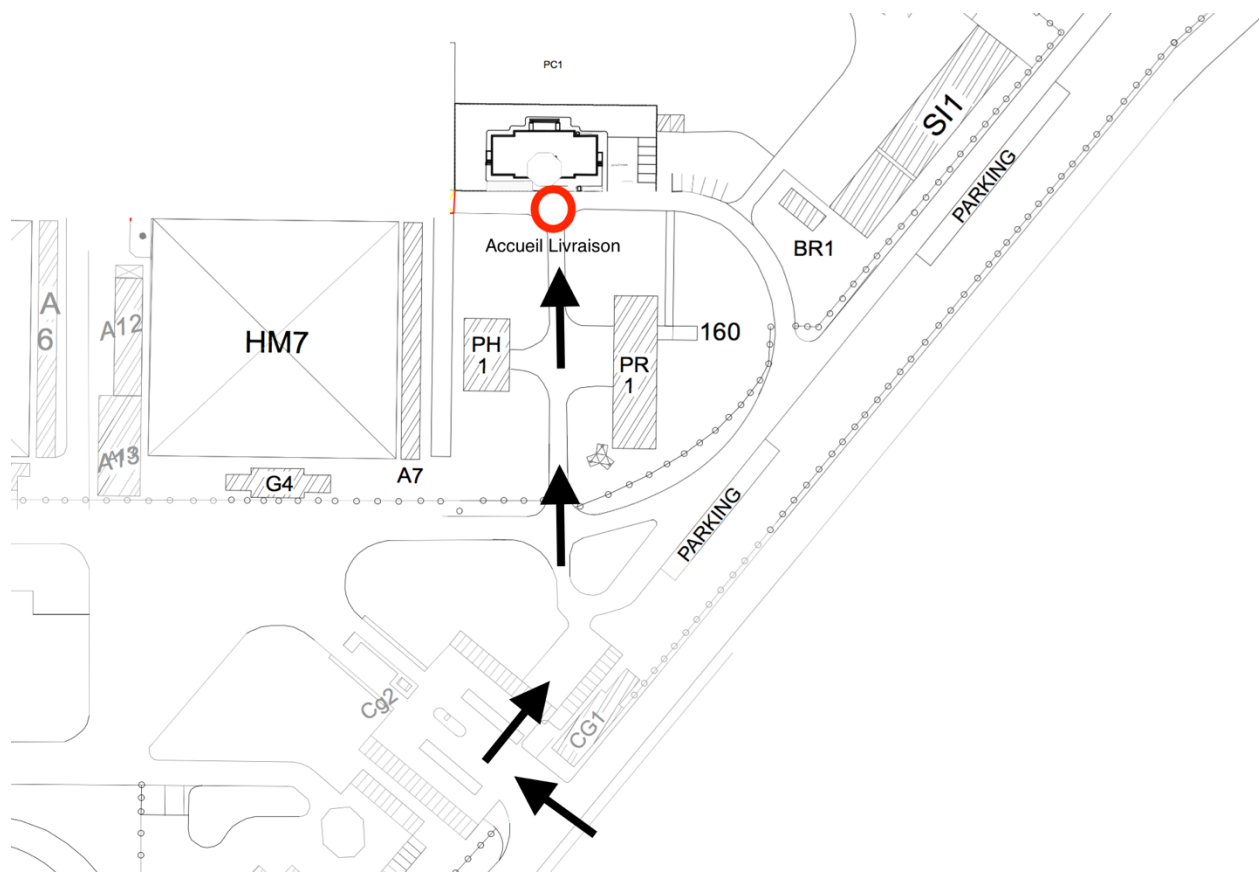 PC1
SI1
PARKING
BR1
Accueil Livraison
A
6
A12
HM7
PH
1
PR
1
160
A13
A7
G4
PARKING
Cg2
CG1